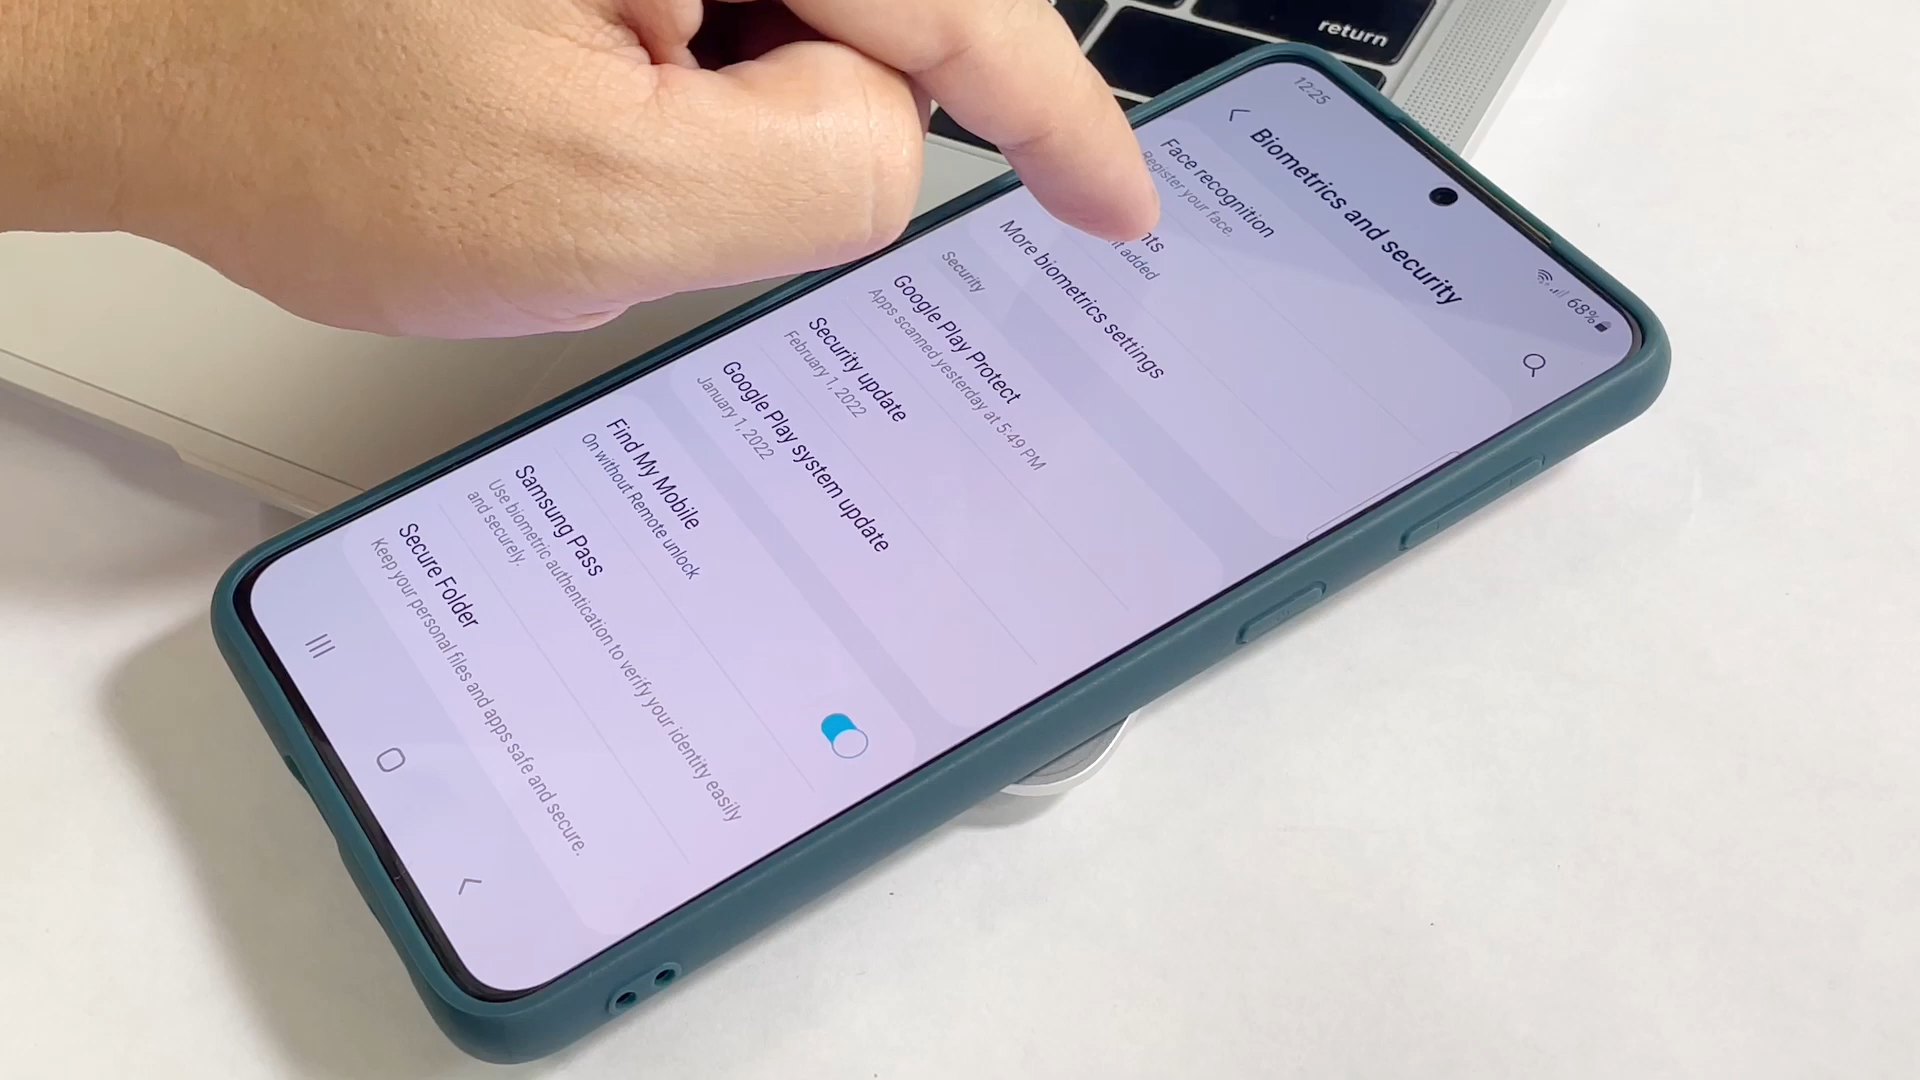 return
12:25
68%
Biometrics and security
Face recognition
Register your face.
added
More biometrics settings
Security
Google Play Protect
Apps scanned yesterday at 5:49 PM
Security update
February 1, 2022
Google Play system update
January 1, 2022
Find My Mobile
On without Remote unlock
Samsung Pass
Use biometric authentication to verify your identity easily
and securely.
Secure Folder
Keep your personal files and apps safe and secure.